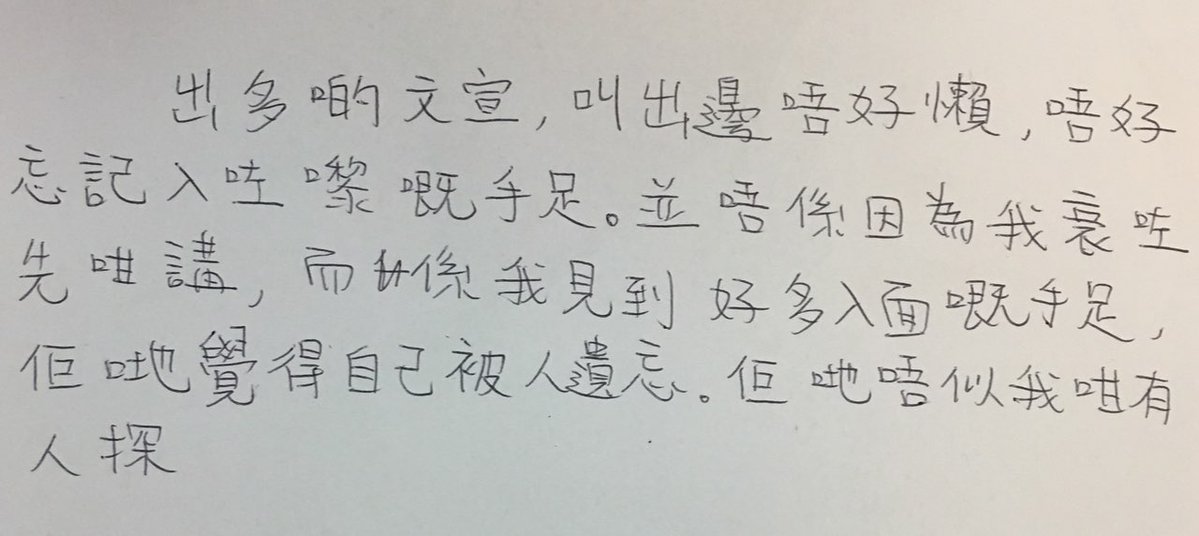 出多啲文宣,叫出邊唔好懶,唔好
忘記入咗嚟嘅手足。並唔係因為我衰咗
先咁講,而係我見到好多入面嘅手足,
佢哋覺得自己被人遺忘。佢哋唔似我咁有
人探